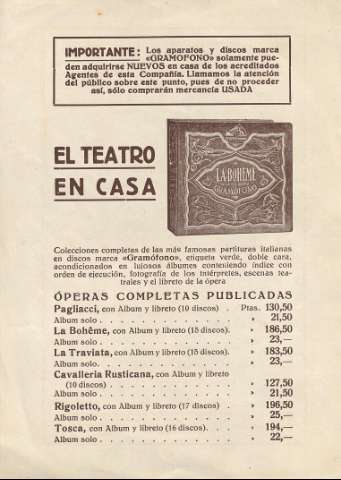 IMPORTANTE: Los aparatos y discos marca
«GRAMOFONO» solamente pue-
den adquirirse NUEVOS en casa de los acreditados
Agentes de esta Compañía. Llamamos la atención
del público sobre este punto, pues de no proceder
así, sólo comprarán mercancía USADA
EL TEATRO
EN CASA
LA BOHÈME
GRAMÓFONO
Colecciones completas de las más famosas partituras italianas
en discos marca «Gramófono», etiqueta verde, doble cara,
acondicionados en lujosos álbumes conteniendo índice con
orden de ejecución, fotografía de los intérpretes, escenas tea-
trales y el libreto de la ópera
ÓPERAS COMPLETAS PUBLICADAS
Pagliacci, con Album y libreto (10 discos) . Ptas. 130,50
Album solo . . . . . . . . . . . » 21,50
La Bohême, con Album y libreto (15 discos). » 186,50
Album solo . . . . . . . . . . . » 23,—
La Traviata, con Album y libreto (15 discos). » 183,50
Album solo . . . . . . . . . . . » 23,—
Cavalleria Rusticana, con Album y libreto
(10 discos) . . . . . . . . . . . » 127,50
Album solo . . . . . . . . . . . » 21,50
Rigoletto, con Album y libreto (17 discos) . » 196,50
Album solo . . . . . . . . . . . » 25,—
Tosca, con Album y libreto (16 discos). . . » 194,—
Album solo . . . . . . . . . . . » 22,—